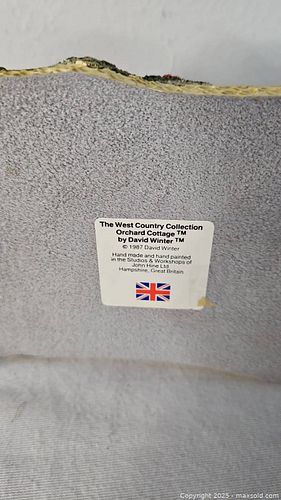 The West Country Collection
Orchard Cottage ™
by David Winter ™
© 1987 David Winter
Hand made and hand painted
in the Studios & Workshops of
John Hine Ltd.
Hampshire, Great Britain.
Copyright 2025 - maxsold.com